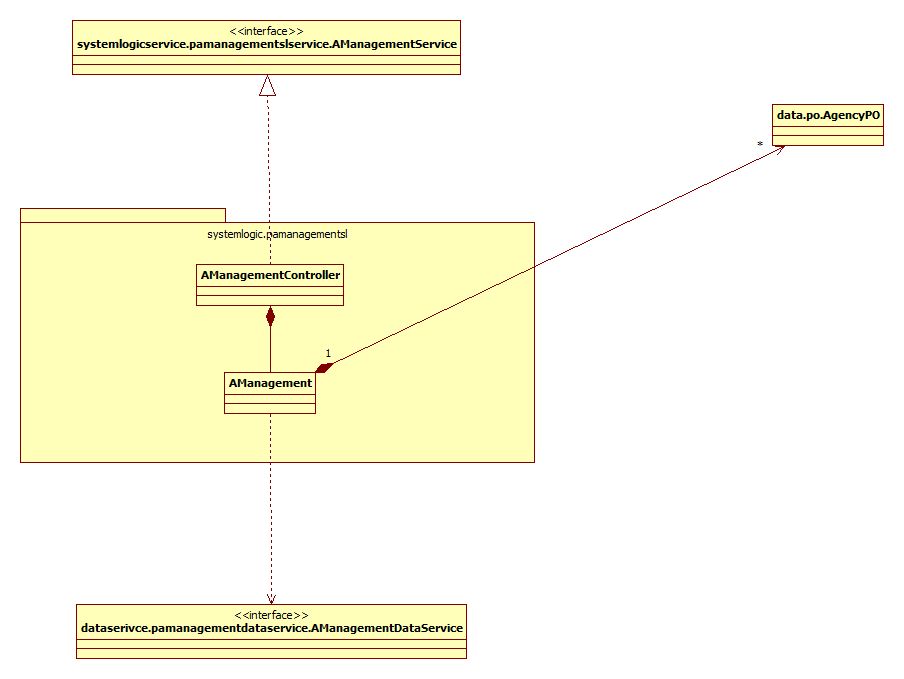 <<interface>>
systemlogicservice.pamanagementslservice.AManagementService
data.po.AgencyPO
*
systemlogic.pamanagementsl
AManagementController
1
AManagement
<<interface>>
dataserivce.pamanagementdataservice.AManagementDataService